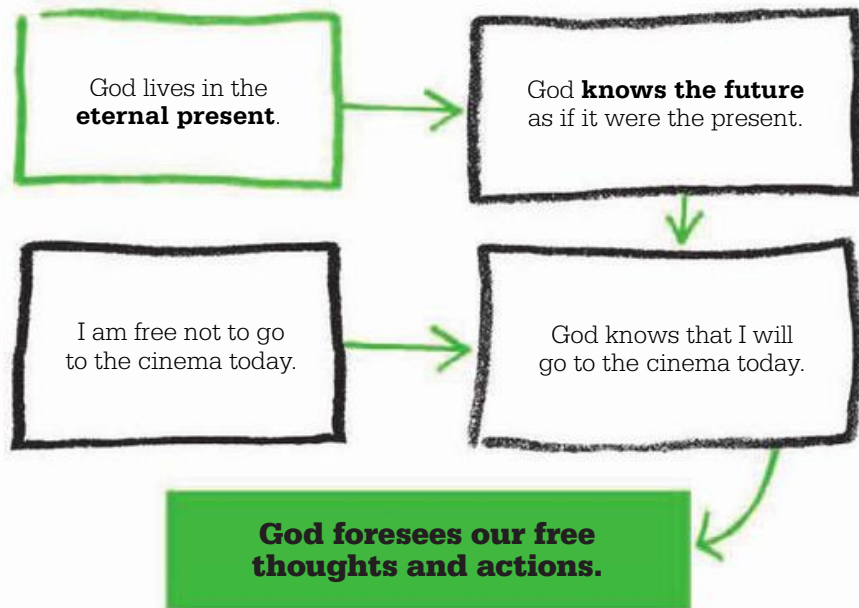 God lives in the
eternal present.
God knows the future
as if it were the present.
I am free not to go
to the cinema today.
God knows that I will
go to the cinema today.
God foresees our free
thoughts and actions.